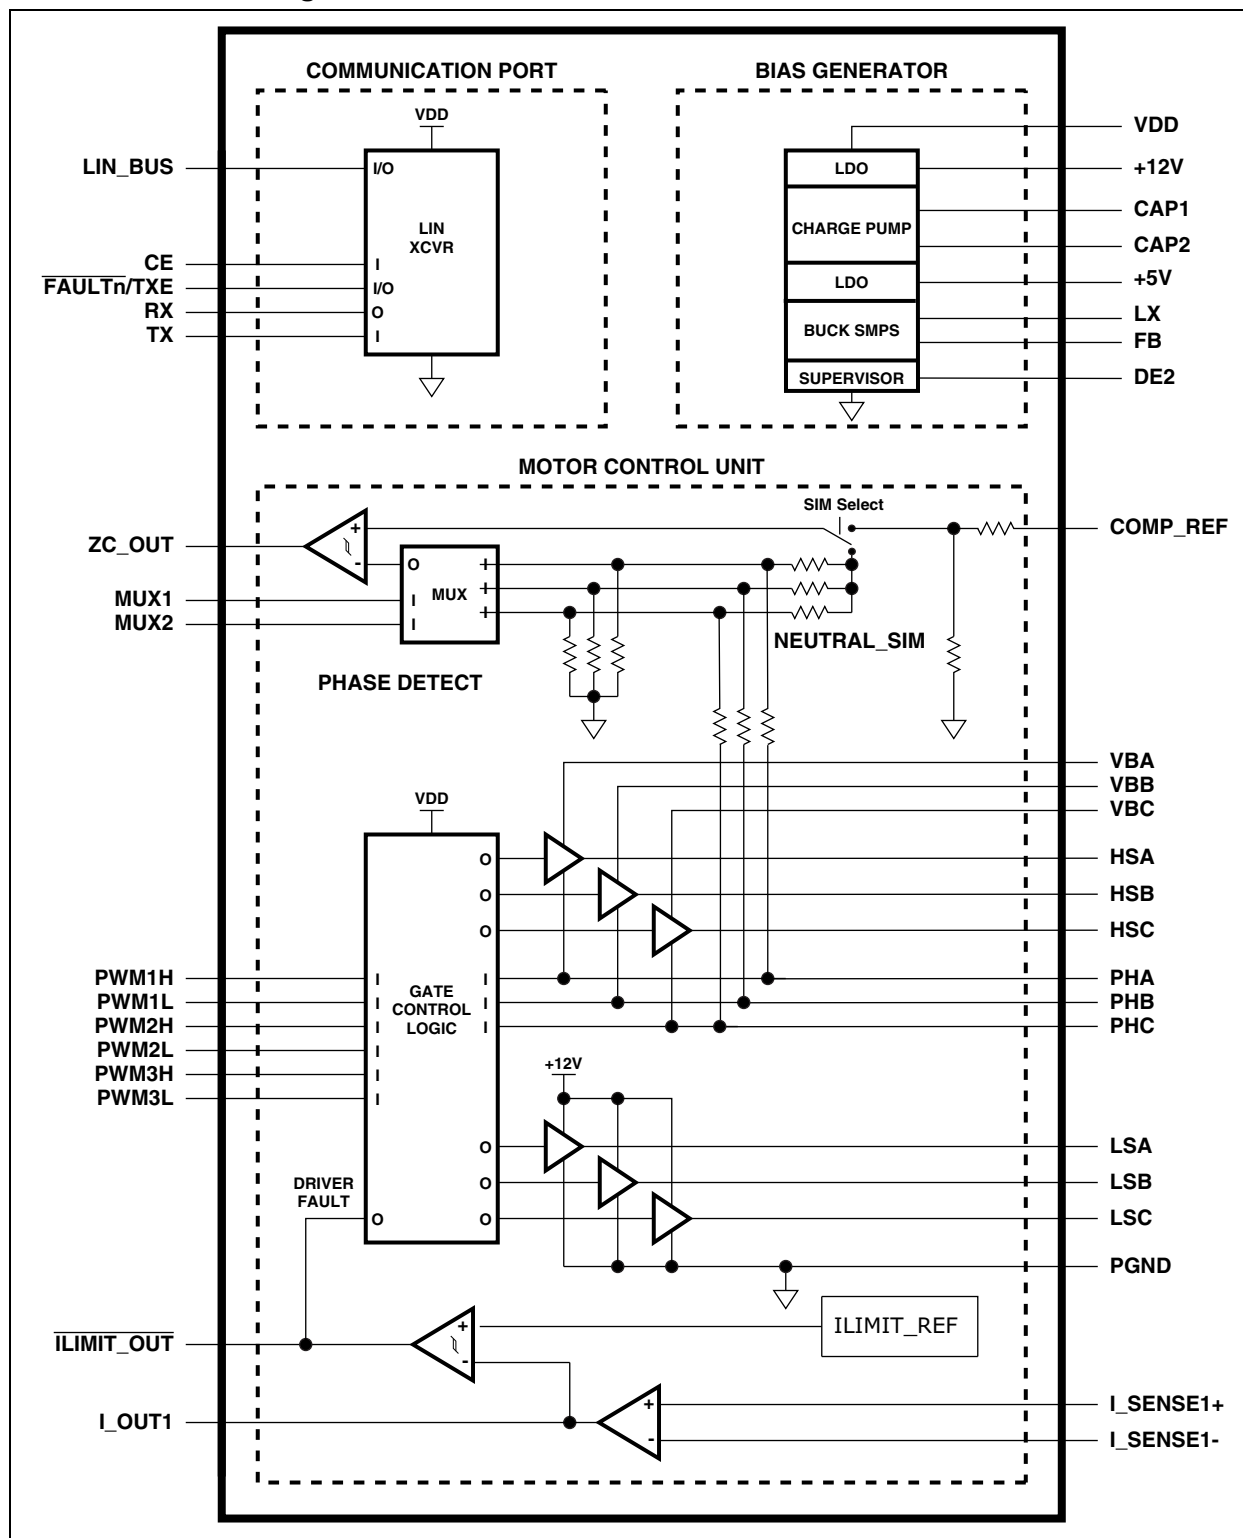 COMMUNICATION PORT
BIAS GENERATOR
VDD
LIN_BUS
I/O
LIN
XCVR
CE
I
FAULTn/TXE
I/O
RX
O
TX
I
VDD
LDO
+12V
CHARGE PUMP
CAP1
CAP2
LDO
+5V
BUCK SMPS
LX
FB
SUPERVISOR
DE2
MOTOR CONTROL UNIT
SIM Select
+
-
ZC_OUT
COMP_REF
O
MUX
I
I
I
MUX1
I
MUX2
I
NEUTRAL_SIM
PHASE DETECT
VBA
VBB
VBC
VDD
O
HSA
O
HSB
O
HSC
PWM1H
I
I
PHA
PWM1L
I
I
PHB
PWM2H
I
I
PHC
PWM2L
I
PWM3H
I
PWM3L
I
GATE
CONTROL
LOGIC
+12V
O
LSA
O
LSB
O
LSC
DRIVER
FAULT
O
PGND
ILIMIT_OUT
+
-
ILIMIT_REF
I_OUT1
+
-
I_SENSE1+
I_SENSE1-